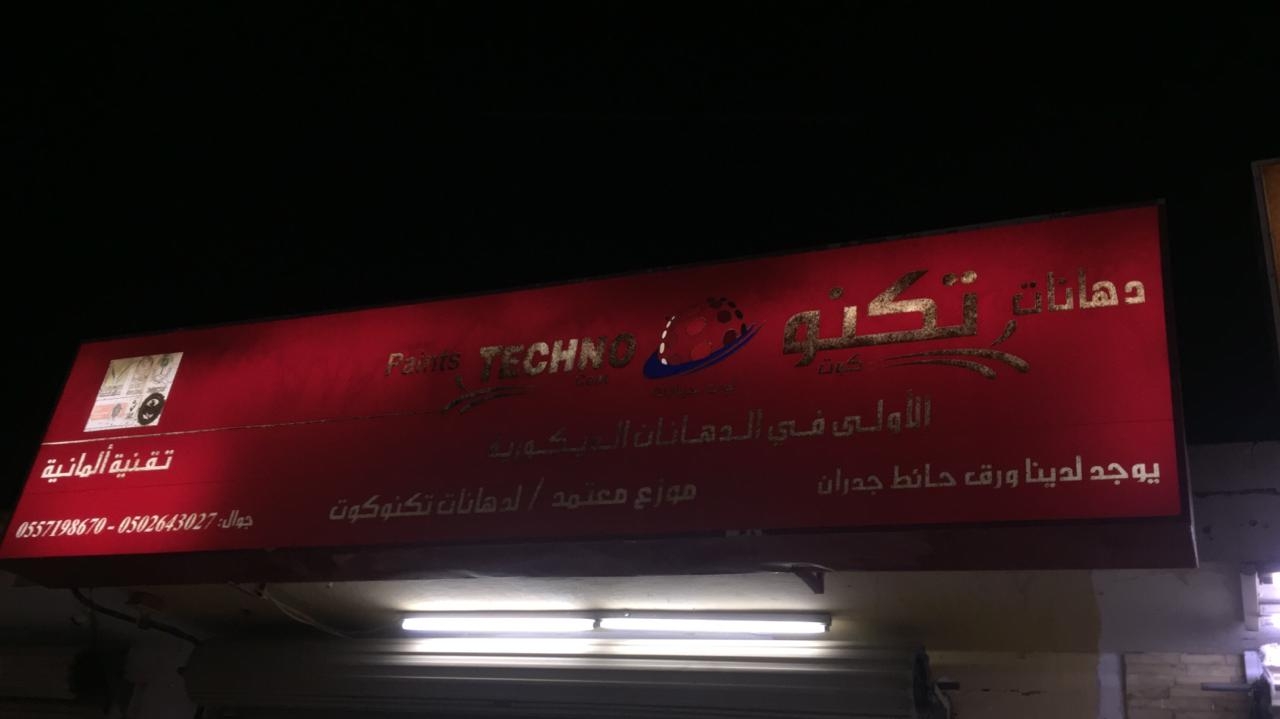 دهانات تكنو
كوت
Paints TECHNO
Coat
الأولى في الدهانات الديكورية
يوجد لدينا ورق حائط جدران
موزع معتمد / لدهانات تكنوكوت
تقنية ألمانية
جوال: 0502643027 - 0557198670